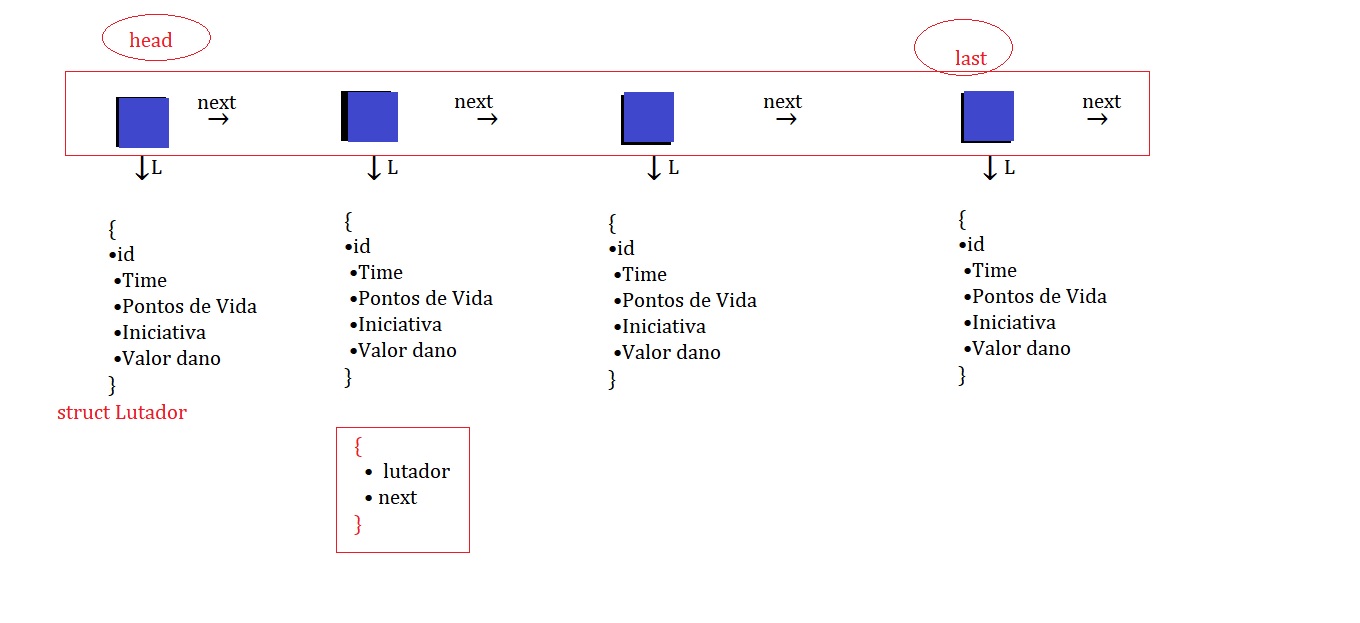 head
last
next
next
next
next
→
→
→
→
↓L
↓L
↓L
↓L
{
•id
•Time
•Pontos de Vida
•Iniciativa
•Valor dano
}
struct Lutador
{
•id
•Time
•Pontos de Vida
•Iniciativa
•Valor dano
}
{
•id
•Time
•Pontos de Vida
•Iniciativa
•Valor dano
}
{
•id
•Time
•Pontos de Vida
•Iniciativa
•Valor dano
}
{
• lutador
• next
}